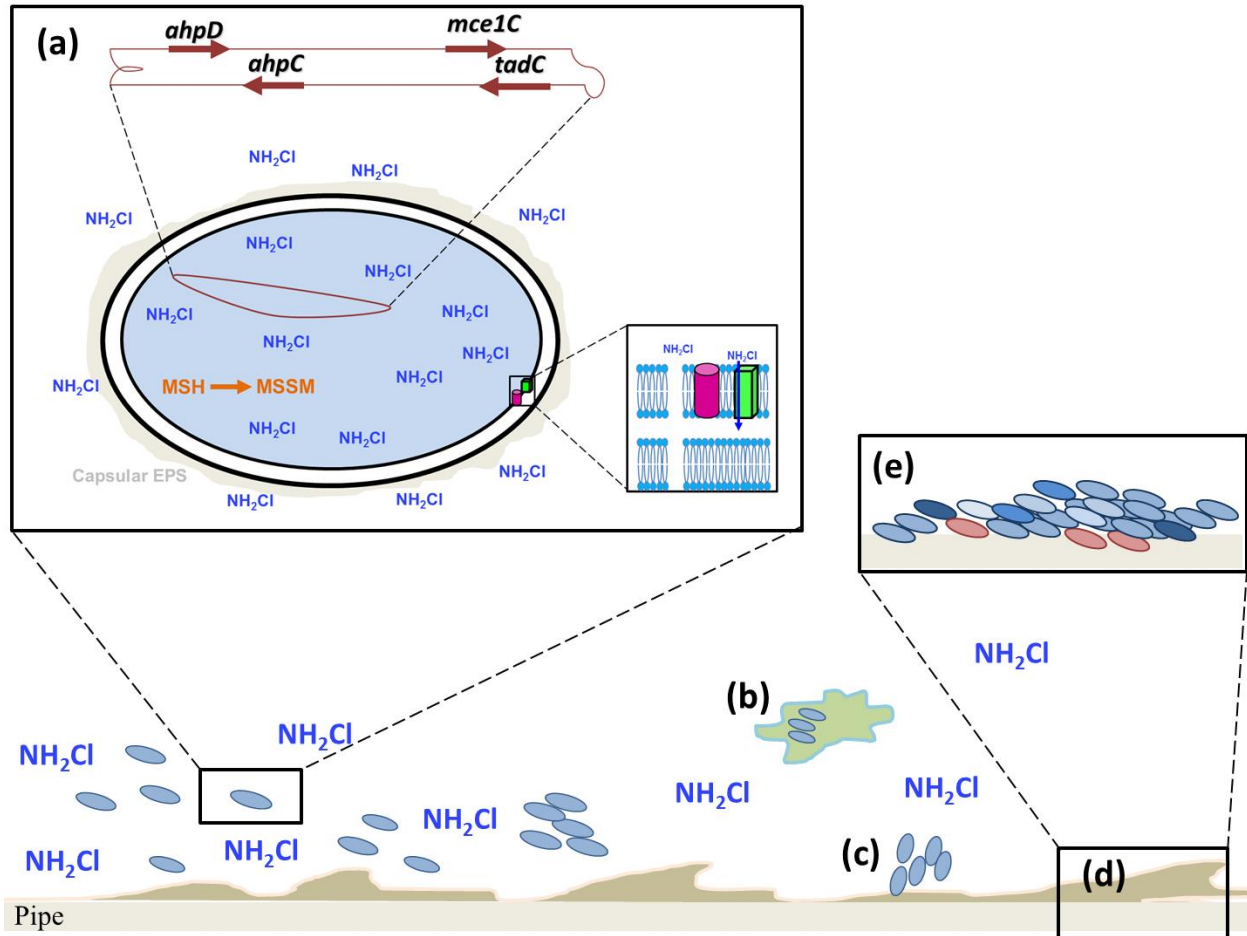 (a)
ahpD
mce1C
ahpC
tadC
NH₂Cl
NH₂Cl
NH₂Cl
NH₂Cl
NH₂Cl
NH₂Cl
NH₂Cl
NH₂Cl
NH₂Cl
NH₂Cl
NH₂Cl
NH₂Cl
NH₂Cl
MSH
MSSM
NH₂Cl
NH₂Cl
NH₂Cl
NH₂Cl
Capsular EPS
NH₂Cl
NH₂Cl
NH₂Cl
(e)
NH₂Cl
(b)
NH₂Cl
NH₂Cl
NH₂Cl
NH₂Cl
NH₂Cl
NH₂Cl
NH₂Cl
(c)
(d)
Pipe